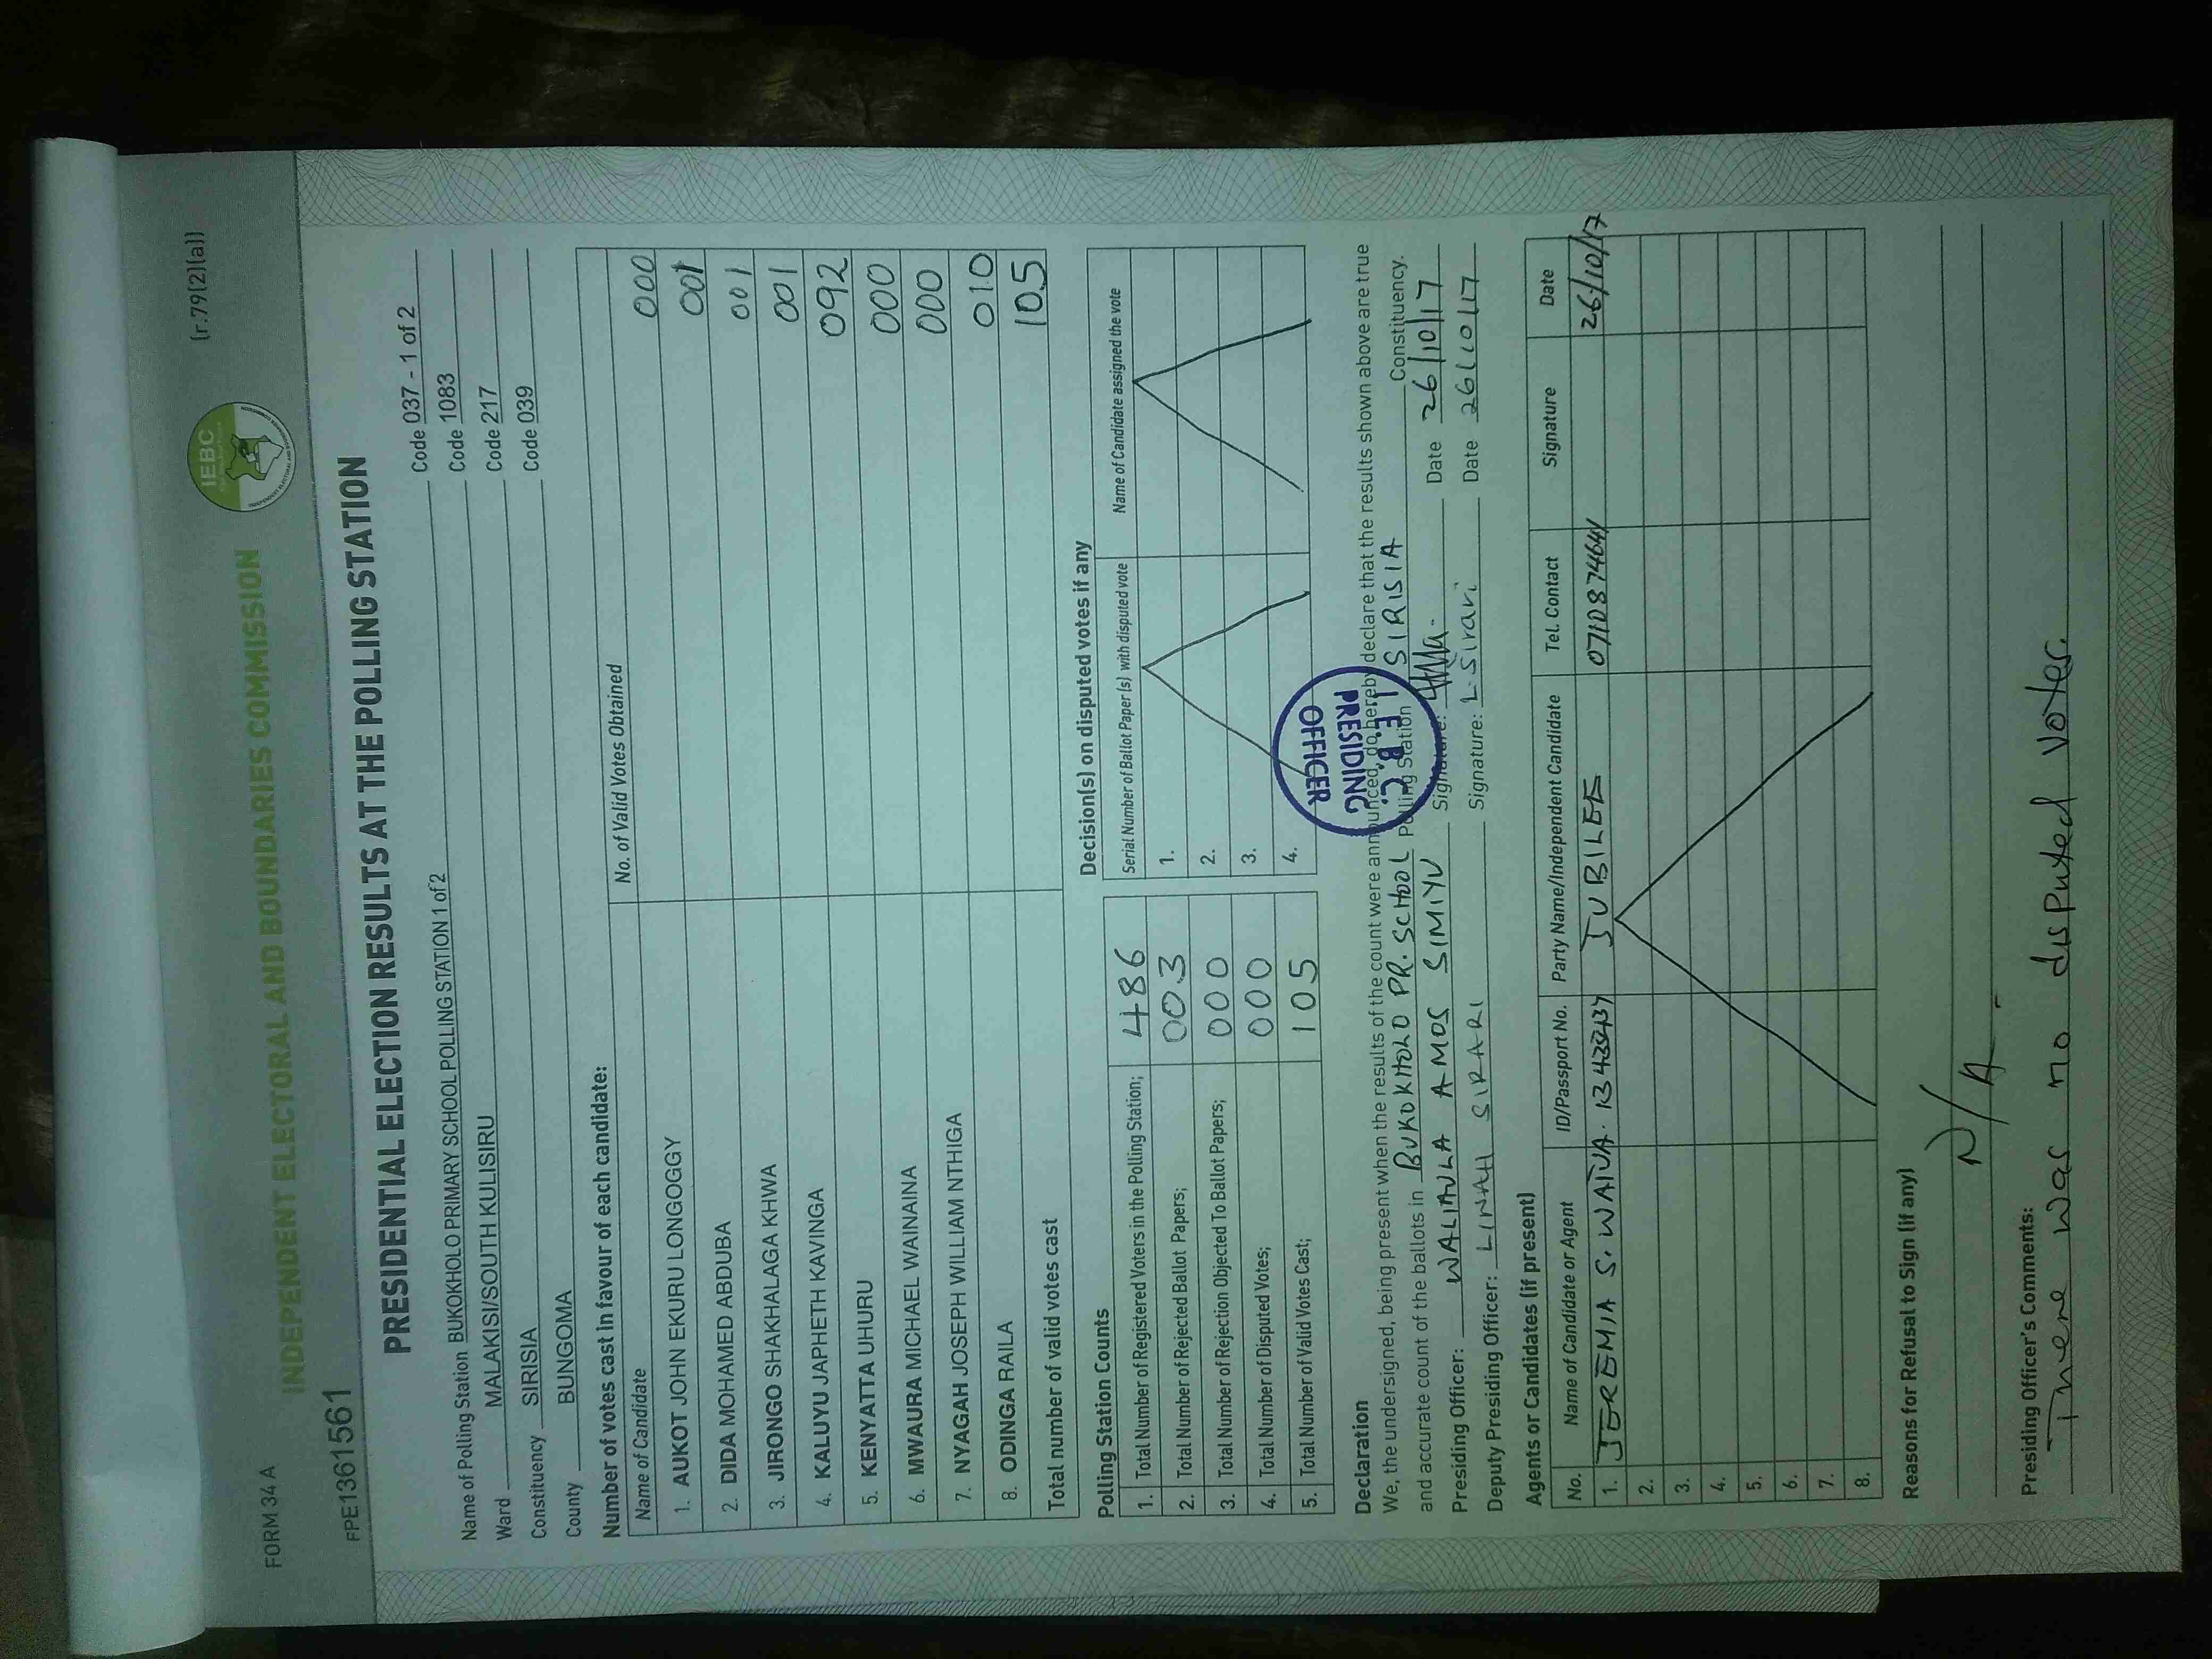 FORM 34 A
(r.79(2)(a))
IEBC
INDEPENDENT ELECTORAL AND BOUNDARIES COMMISSION
FPE1361561
PRESIDENTIAL ELECTION RESULTS AT THE POLLING STATION
Name of Polling Station BUKOKHOLO PRIMARY SCHOOL POLLING STATION 1 of 2 Code 037 - 1 of 2
Ward MALAKISI/SOUTH KULISIRU Code 1083
Constituency SIRISIA Code 217
County BUNGOMA Code 039
Number of votes cast in favour of each candidate:
Name of Candidate No. of Valid Votes Obtained
1. AUKOT JOHN EKURU LONGOGGY 000
2. DIDA MOHAMED ABDUBA 001
3. JIRONGO SHAKHALAGA KHWA 001
4. KALUYU JAPHETH KAVINGA 001
5. KENYATTA UHURU 092
6. MWAURA MICHAEL WAINAINA 000
7. NYAGAH JOSEPH WILLIAM NTHIGA 000
8. ODINGA RAILA 010
Total number of valid votes cast 105
Polling Station Counts
1. Total Number of Registered Voters in the Polling Station; 486
2. Total Number of Rejected Ballot Papers; 003
3. Total Number of Rejection Objected To Ballot Papers; 000
4. Total Number of Disputed Votes; 000
5. Total Number of Valid Votes Cast; 105
Decision(s) on disputed votes if any
Serial Number of Ballot Paper (s) with disputed vote Name of Candidate assigned the vote
1.
2.
3.
4.
Declaration
We, the undersigned, being present when the results of the count were announced, do hereby declare that the results shown above are true
and accurate count of the ballots in BUKOKHOLO PR. SCHOOL Polling Station SIRISIA Constituency.
Presiding Officer: WALIAULA AMOS SIMIYU Signature: Date 26/10/17
Deputy Presiding Officer: LINAH SIRARI Signature: L. Sirari Date 26/10/17
I.E.B.C.
PRESIDING
OFFICER
Agents or Candidates (if present)
No. Name of Candidate or Agent ID/Passport No. Party Name/Independent Candidate Tel. Contact Signature Date
1. JEREMIA S. JUBILEE 26/10/17
2.
3.
4.
5.
6.
7.
8.
Reasons for Refusal to Sign (if any)
N/A
Presiding Officer's Comments:
There was no disputed votes.